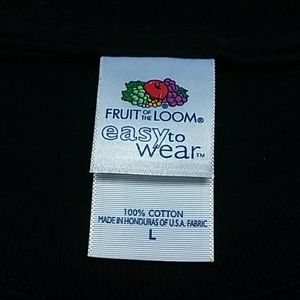 FRUIT OF THE LOOM®
easy to
wear™
100% COTTON
MADE IN HONDURAS OF U.S.A. FABRIC
L